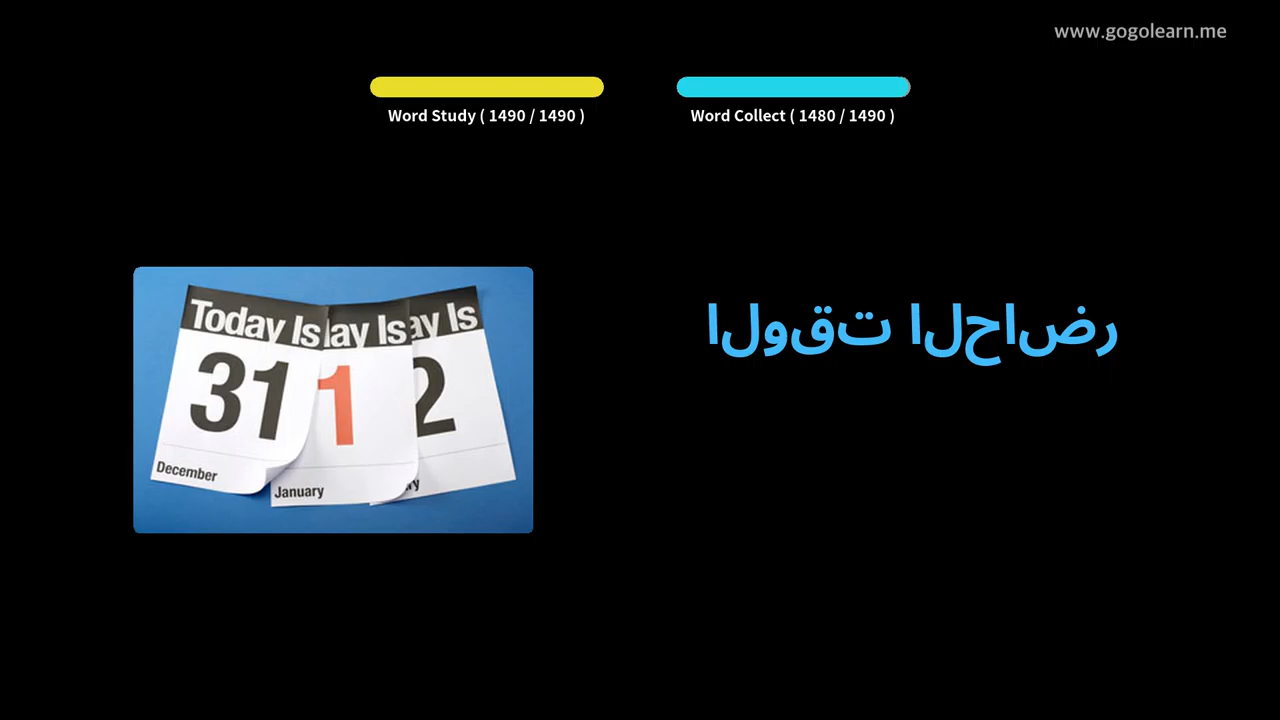 www.gogolearn.me
Word Study ( 1490 / 1490 )
Word Collect ( 1480 / 1490 )
الوقت الحاضر
Today Is
31
December
ay Is
1
January
ay Is
2
ry